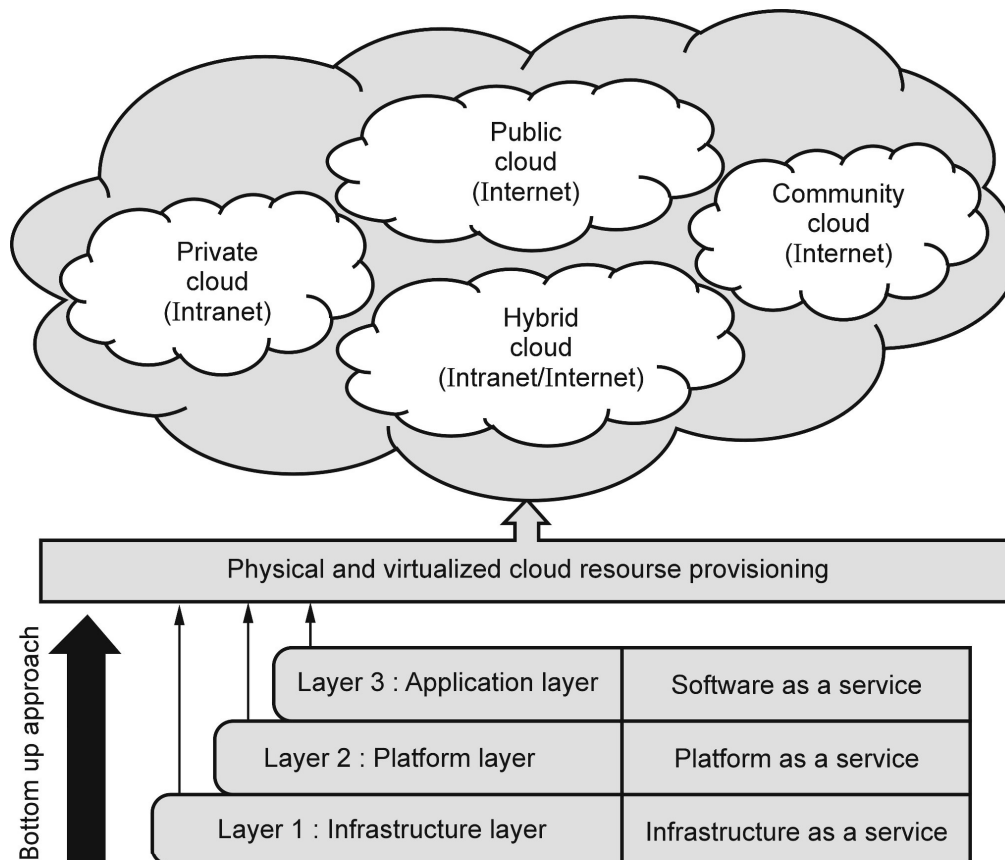 Public
cloud
(Internet)
Community
cloud
(Internet)
Private
cloud
(Intranet)
Hybrid
cloud
(Intranet/Internet)
Physical and virtualized cloud resourse provisioning
Bottom up approach
Layer 3 : Application layer
Software as a service
Layer 2 : Platform layer
Platform as a service
Layer 1 : Infrastructure layer
Infrastructure as a service